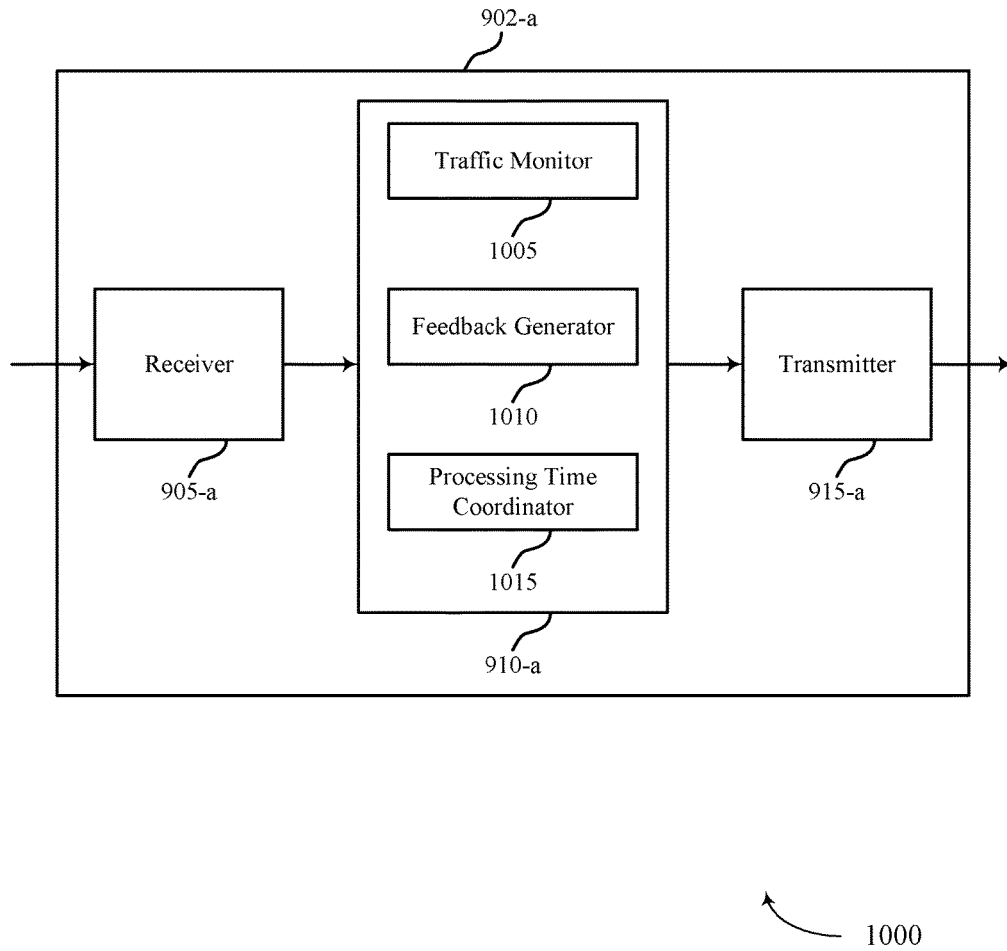 902-a
Traffic Monitor
1005
Receiver
905-a
Feedback Generator
1010
Transmitter
915-a
Processing Time
Coordinator
1015
910-a
1000